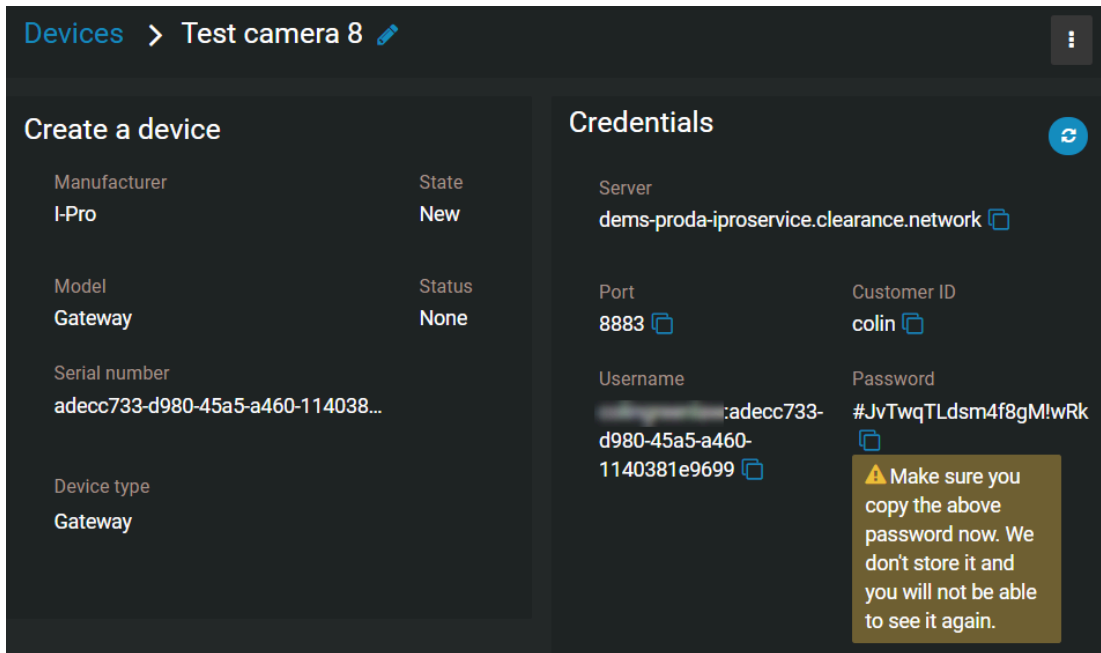 Devices > Test camera 8
Create a device
Manufacturer
State
I-Pro
New
Model
Status
Gateway
None
Serial number
adecc733-d980-45a5-a460-114038...
Device type
Gateway
Credentials
Server
dems-proda-iproservice.clearance.network
Port
Customer ID
8883
colin
Username
Password
:adecc733-
d980-45a5-a460-
1140381e9699
#JvTwqTLdsm4f8gM!wRk
Make sure you
copy the above
password now. We
don't store it and
you will not be able
to see it again.